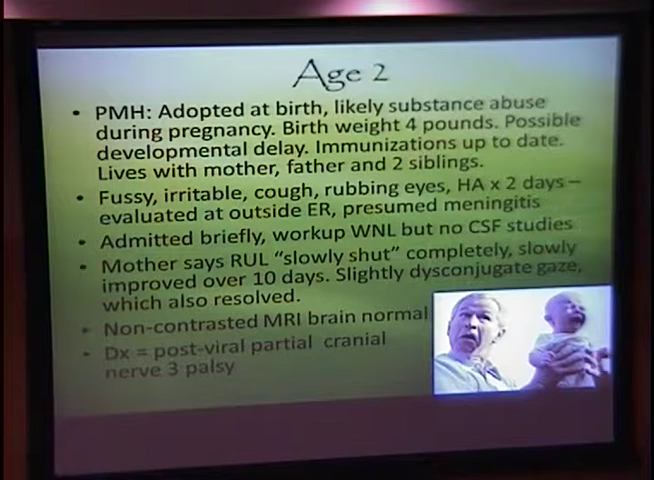 Age 2
• PMH: Adopted at birth, likely substance abuse
during pregnancy. Birth weight 4 pounds. Possible
developmental delay. Immunizations up to date.
Lives with mother, father and 2 siblings.
• Fussy, irritable, cough, rubbing eyes, HA x 2 days –
evaluated at outside ER, presumed meningitis
• Admitted briefly, workup WNL but no CSF studies
• Mother says RUL “slowly shut” completely, slowly
improved over 10 days. Slightly dysconjugate gaze,
which also resolved.
• Non-contrasted MRI brain normal
• Dx = post-viral partial cranial
nerve 3 palsy